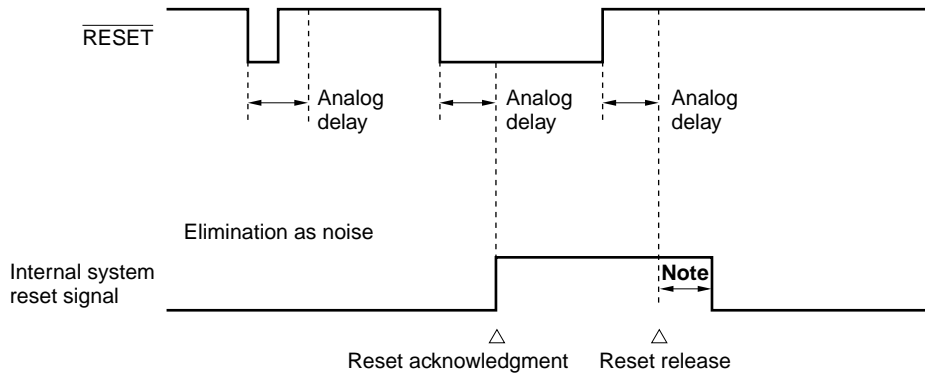 RESET
Analog
delay
Analog
delay
Analog
delay
Elimination as noise
Internal system
reset signal
Note
Reset acknowledgment
Reset release